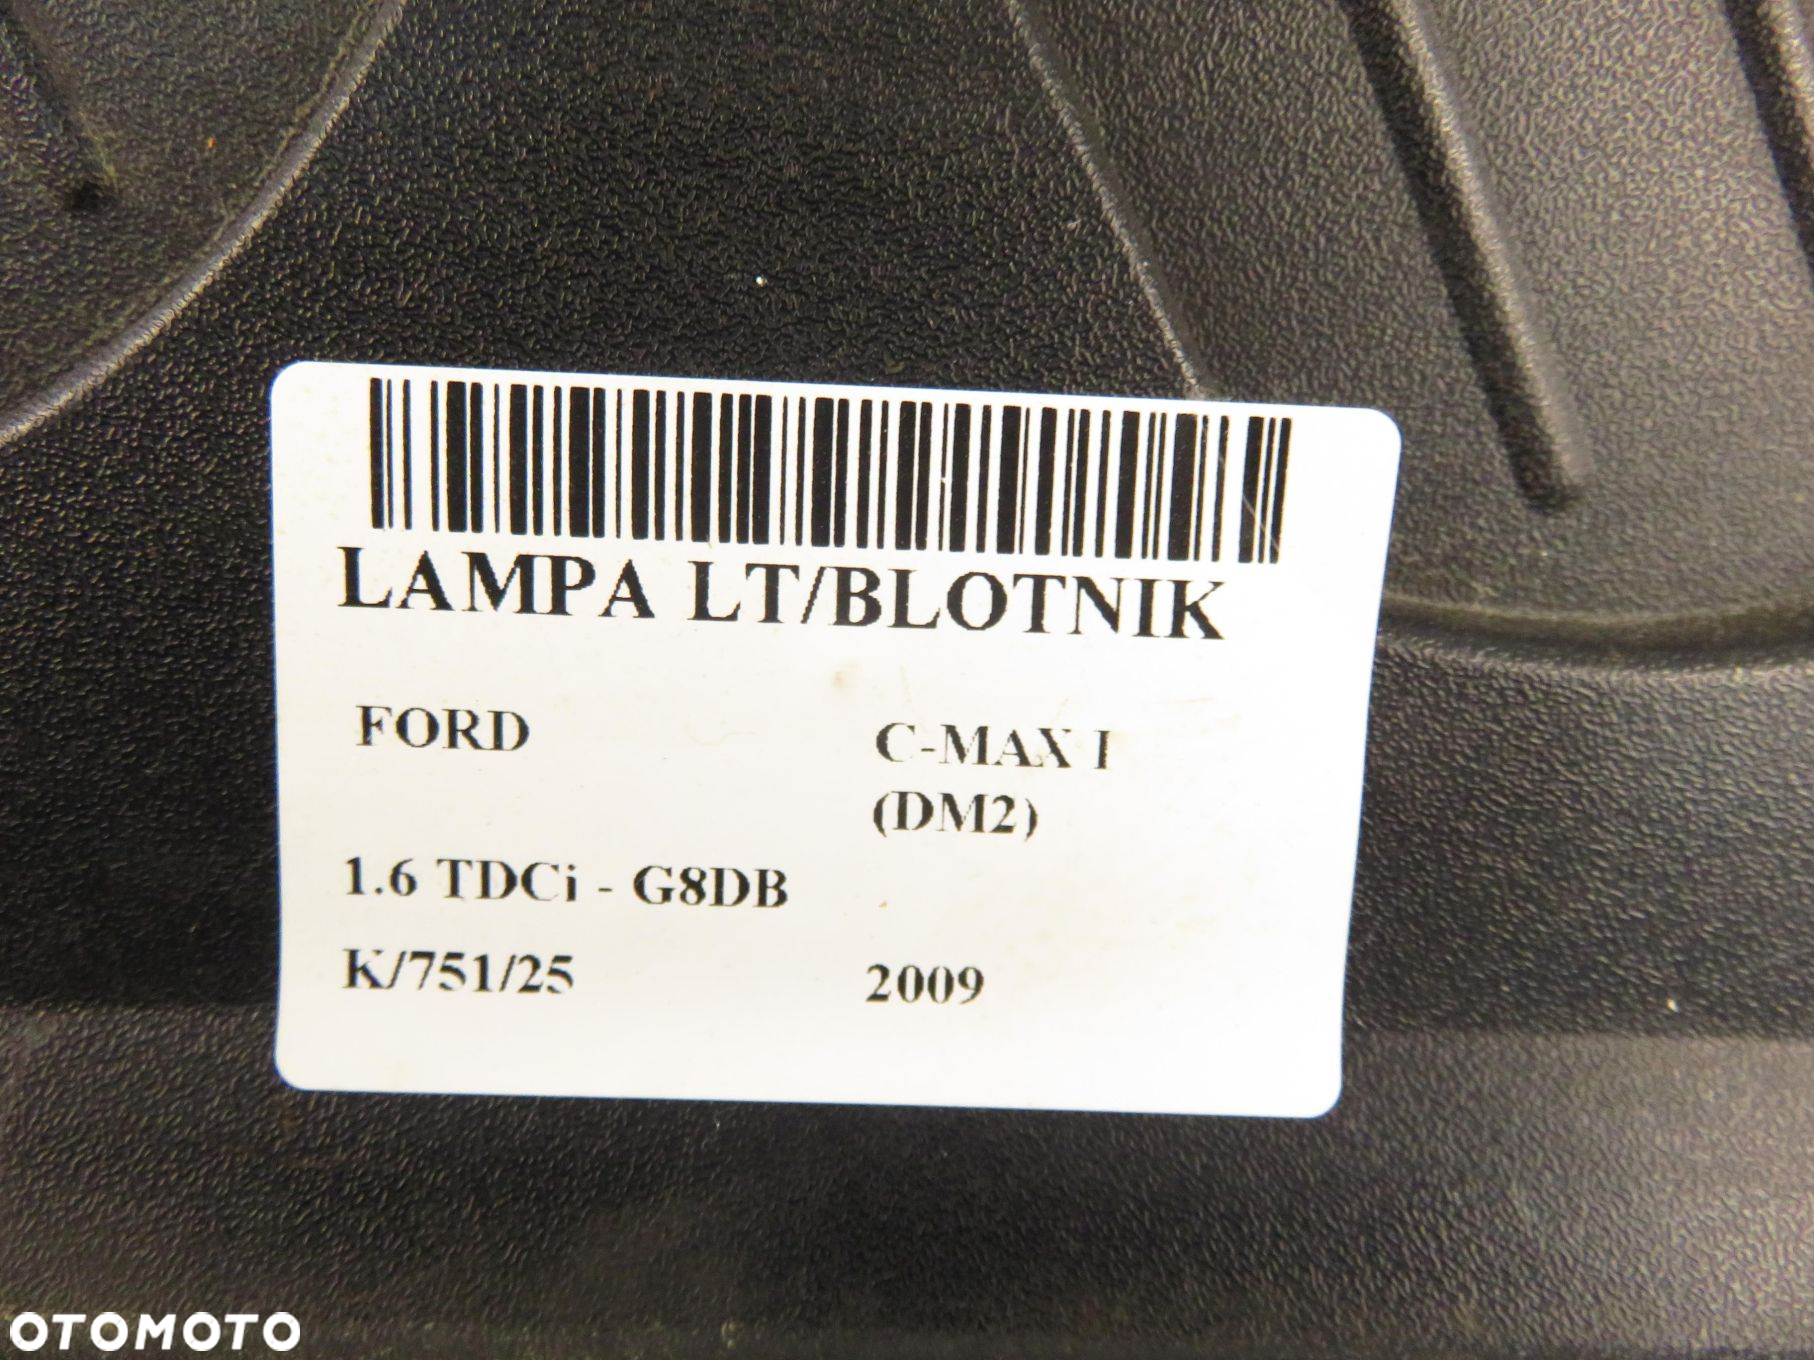 LAMPA LT/BLOTNIK
FORD C-MAX I
(DM2)
1.6 TDCi - G8DB
K/751/25 2009
OTOMOTO